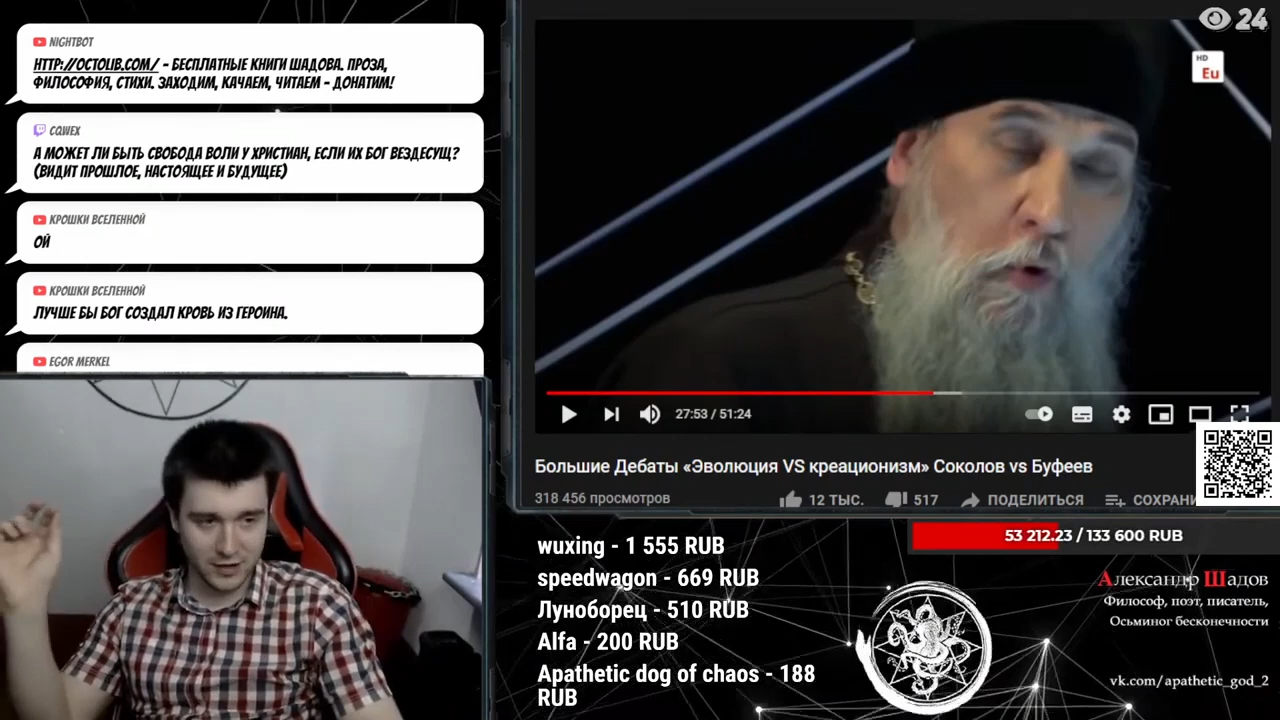 NIGHTBOT
HTTP://OCTOLIB.COM/ - БЕСПЛАТНЫЕ КНИГИ ШАДОВА. ПРОЗА,
ФИЛОСОФИЯ, СТИХИ. ЗАХОДИМ, КАЧАЕМ, ЧИТАЕМ - ДОНАТИМ!
CQWEX
А МОЖЕТ ЛИ БЫТЬ СВОБОДА ВОЛИ У ХРИСТИАН, ЕСЛИ ИХ БОГ ВЕЗДЕСУЩ?
(ВИДИТ ПРОШЛОЕ, НАСТОЯЩЕЕ И БУДУЩЕЕ)
КРОШКИ ВСЕЛЕННОЙ
ОЙ
КРОШКИ ВСЕЛЕННОЙ
ЛУЧШЕ БЫ БОГ СОЗДАЛ КРОВЬ ИЗ ГЕРОИНА.
EGOR MERKEL
24
HD
Eu
27:53 / 51:24
Большие Дебаты «Эволюция VS креационизм» Соколов vs Буфеев
318 456 просмотров
12 ТЫС.
517
ПОДЕЛИТЬСЯ
СОХРАНИ
53 212.23 / 133 600 RUB
wuxing - 1 555 RUB
speedwagon - 669 RUB
Луноборец - 510 RUB
Alfa - 200 RUB
Apathetic dog of chaos - 188
RUB
Александр Шадов
Философ, поэт, писатель,
Осьминог бесконечности
vk.com/apathetic_god_2